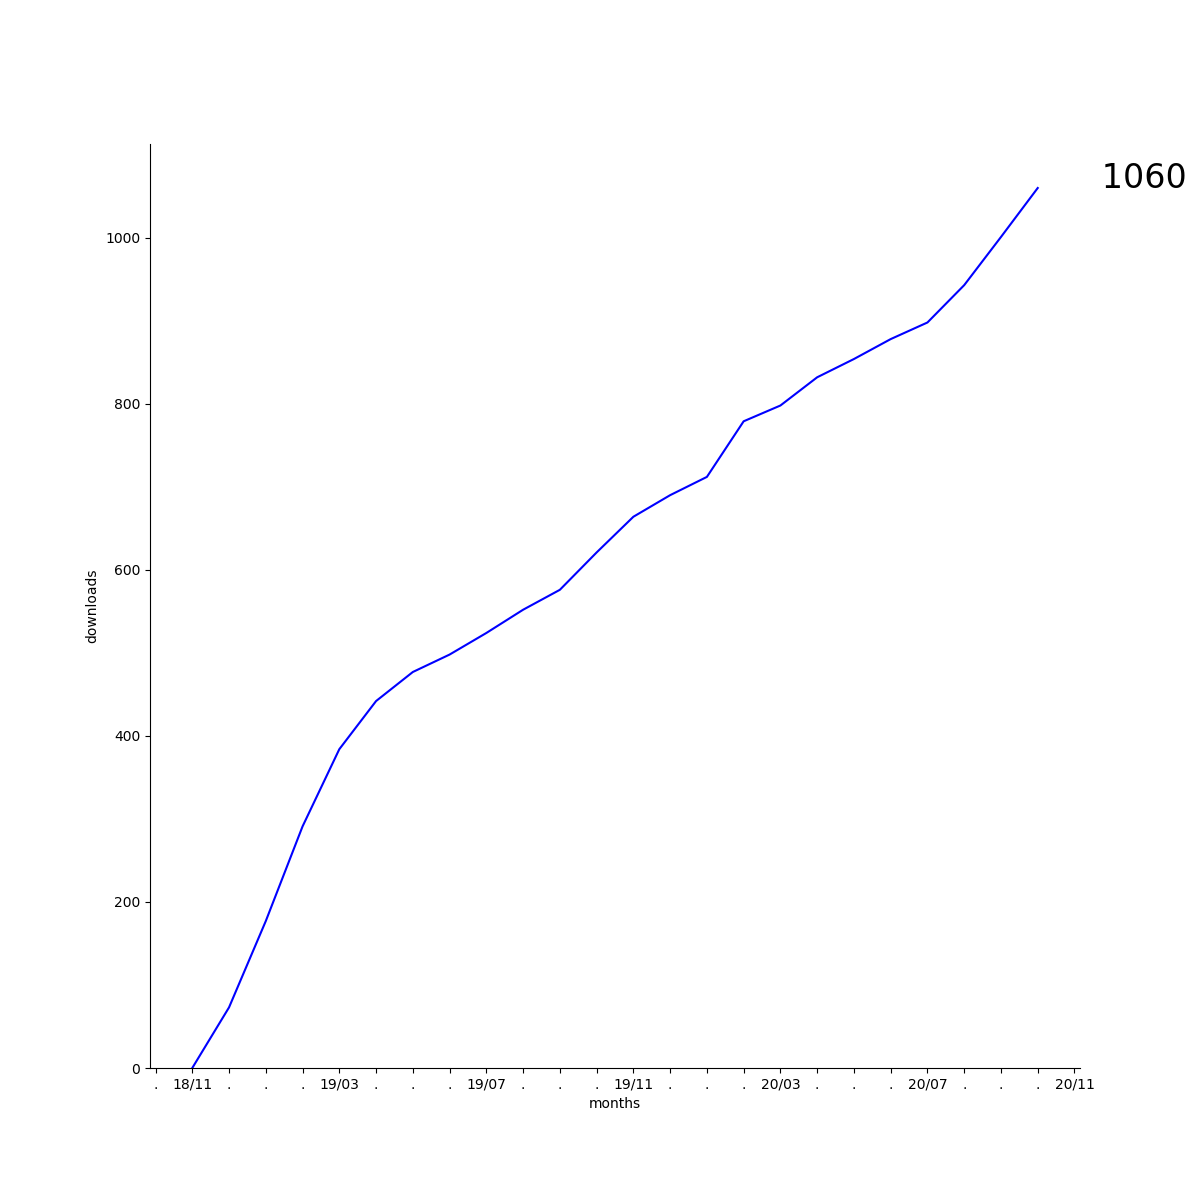 1060
1000
800
600
downloads
400
200
0
. 18/11 . . . 19/03 . . . 19/07 . . . 19/11 . . . 20/03 . . . 20/07 . . . 20/11
months